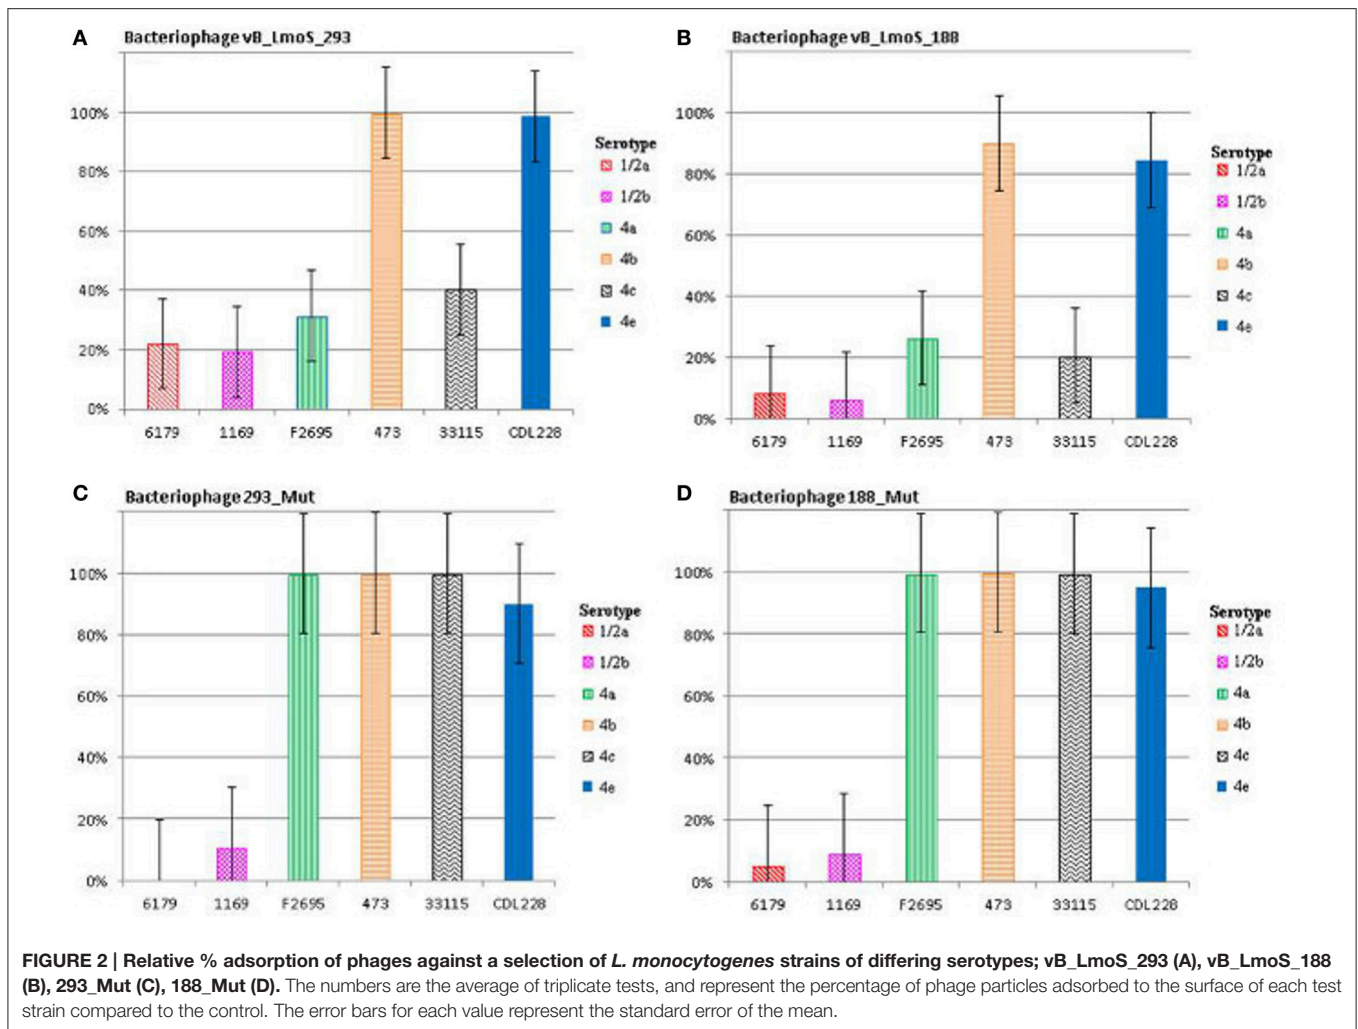 A
Bacteriophage vB_LmoS_293
100%
80%
60%
40%
20%
0%
6179 1169 F2695 473 33115 CDL228
Serotype
1/2a
1/2b
4a
4b
4c
4e
B
Bacteriophage vB_LmoS_188
100%
80%
60%
40%
20%
0%
6179 1169 F2695 473 33115 CDL228
Serotype
1/2a
1/2b
4a
4b
4c
4e
C
Bacteriophage 293_Mut
100%
80%
60%
40%
20%
0%
6179 1169 F2695 473 33115 CDL228
Serotype
1/2a
1/2b
4a
4b
4c
4e
D
Bacteriophage 188_Mut
100%
80%
60%
40%
20%
0%
6179 1169 F2695 473 33115 CDL228
Serotype
1/2a
1/2b
4a
4b
4c
4e
FIGURE 2 | Relative % adsorption of phages against a selection of L. monocytogenes strains of differing serotypes; vB_LmoS_293 (A), vB_LmoS_188
(B), 293_Mut (C), 188_Mut (D). The numbers are the average of triplicate tests, and represent the percentage of phage particles adsorbed to the surface of each test
strain compared to the control. The error bars for each value represent the standard error of the mean.